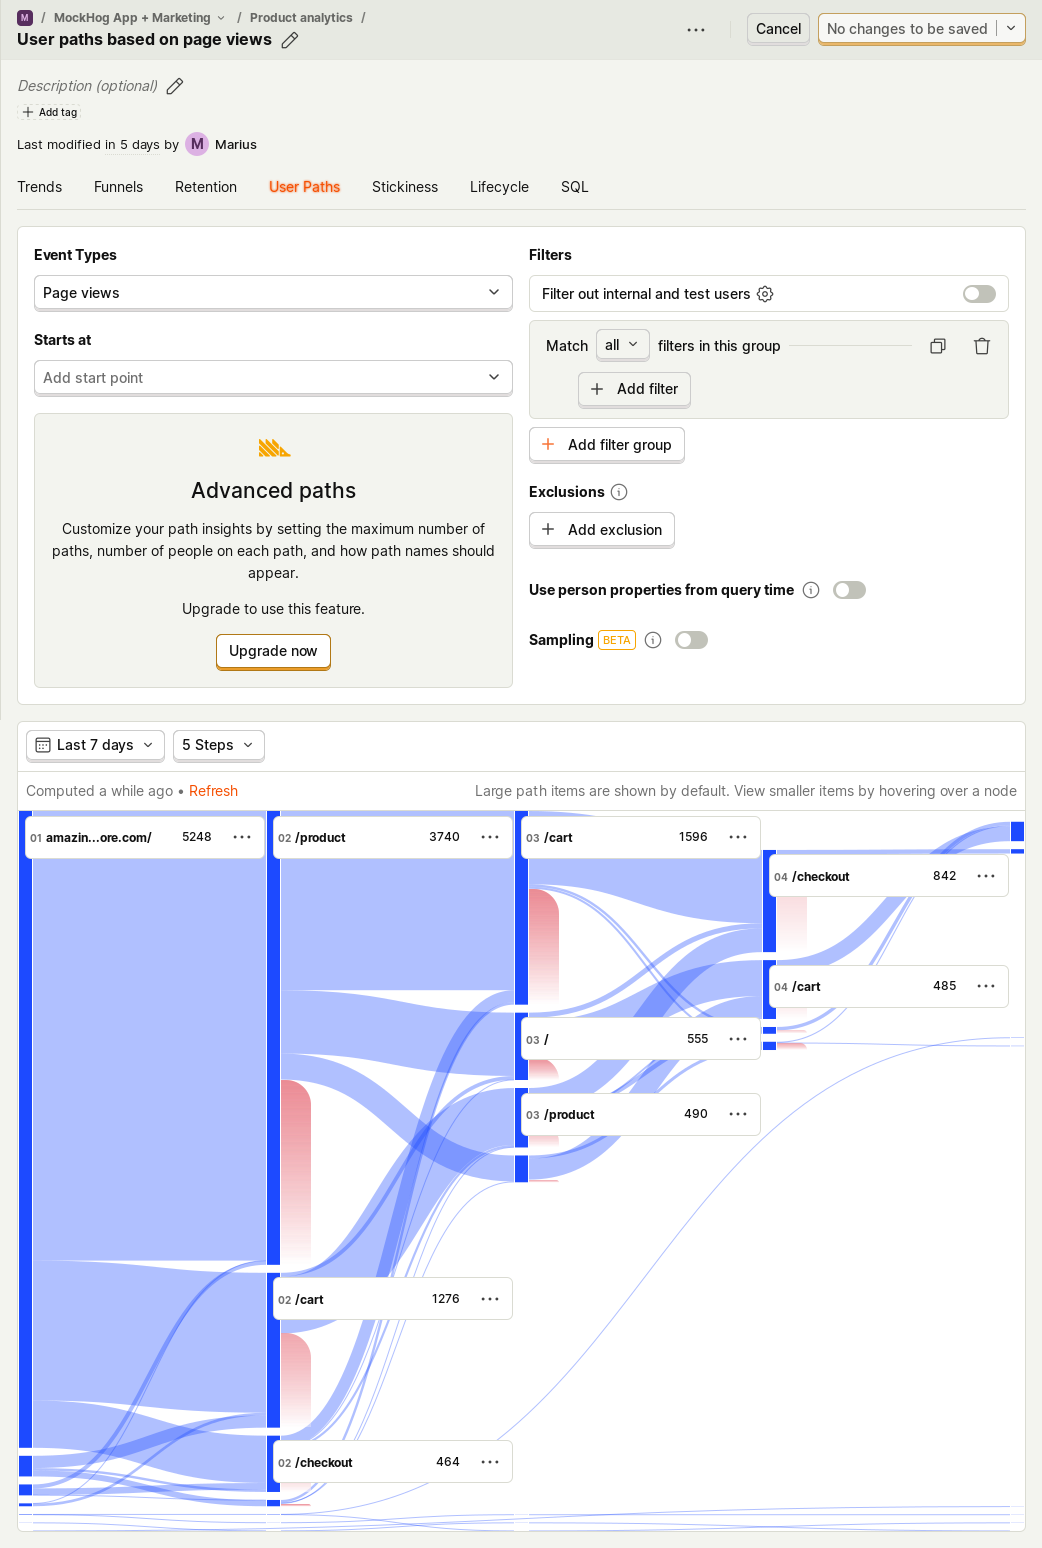 M / MockHog App + Marketing / Product analytics /
User paths based on page views
Cancel
No changes to be saved
Description (optional)
Add tag
Last modified in 5 days by M Marius
Trends Funnels Retention User Paths Stickiness Lifecycle SQL
Event Types
Page views
Starts at
Add start point
Advanced paths
Customize your path insights by setting the maximum number of
paths, number of people on each path, and how path names should
appear.
Upgrade to use this feature.
Upgrade now
Filters
Filter out internal and test users
Match all filters in this group
Add filter
Add filter group
Exclusions
Add exclusion
Use person properties from query time
Sampling BETA
Last 7 days 5 Steps
Computed a while ago • Refresh
Large path items are shown by default. View smaller items by hovering over a node
01 amazin...ore.com/ 5248
02 /product 3740
03 /cart 1596
04 /checkout 842
04 /cart 485
03 / 555
03 /product 490
02 /cart 1276
02 /checkout 464